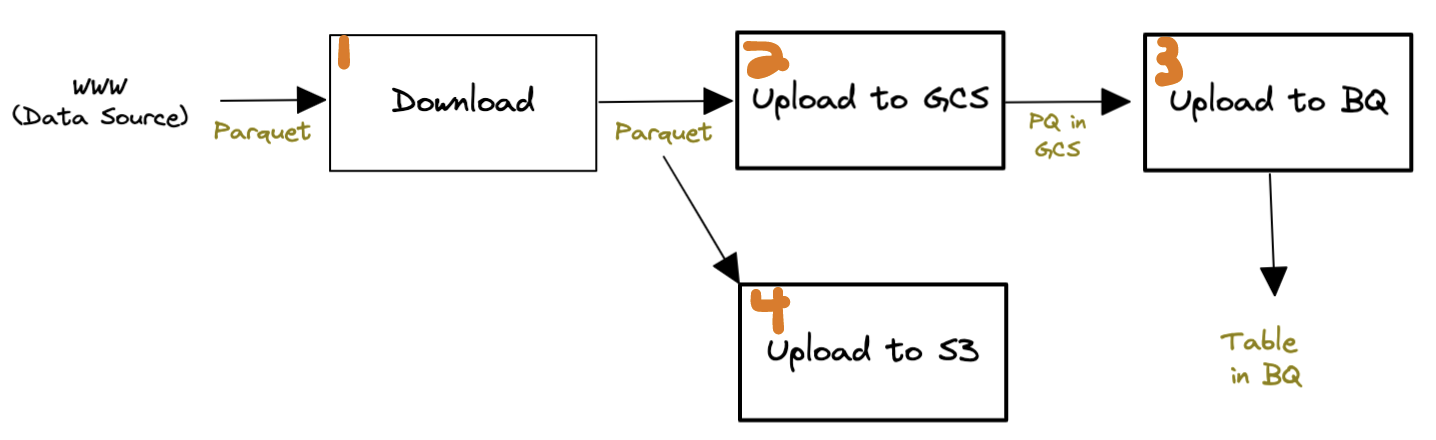 WWW
(Data Source)
Parquet
1
Download
Parquet
2
Upload to GCS
PQ in
GCS
3
Upload to BQ
4
Upload to S3
Table
in BQ